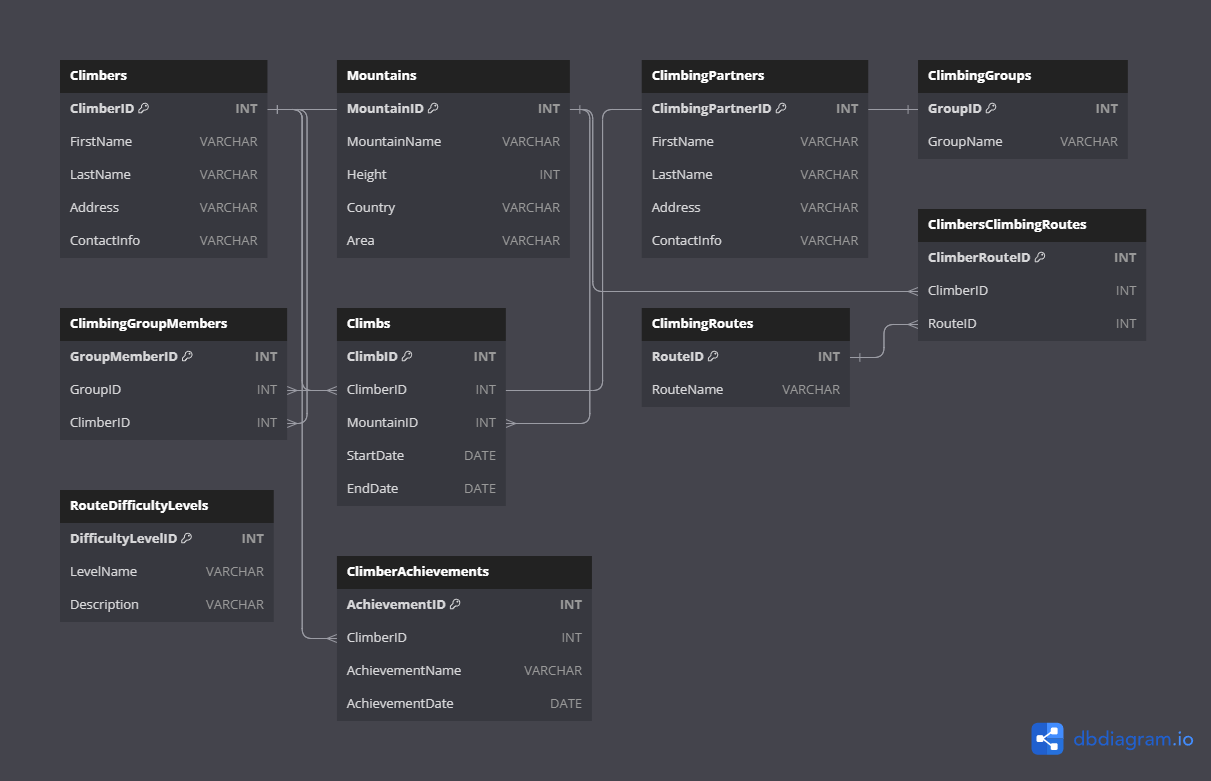 Climbers
ClimberID INT
FirstName VARCHAR
LastName VARCHAR
Address VARCHAR
ContactInfo VARCHAR
Mountains
MountainID INT
MountainName VARCHAR
Height INT
Country VARCHAR
Area VARCHAR
ClimbingPartners
ClimbingPartnerID INT
FirstName VARCHAR
LastName VARCHAR
Address VARCHAR
ContactInfo VARCHAR
ClimbingGroups
GroupID INT
GroupName VARCHAR
ClimbersClimbingRoutes
ClimberRouteID INT
ClimberID INT
RouteID INT
ClimbingGroupMembers
GroupMemberID INT
GroupID INT
ClimberID INT
Climbs
ClimbID INT
ClimberID INT
MountainID INT
StartDate DATE
EndDate DATE
ClimbingRoutes
RouteID INT
RouteName VARCHAR
RouteDifficultyLevels
DifficultyLevelID INT
LevelName VARCHAR
Description VARCHAR
ClimberAchievements
AchievementID INT
ClimberID INT
AchievementName VARCHAR
AchievementDate DATE
dbdiagram.io